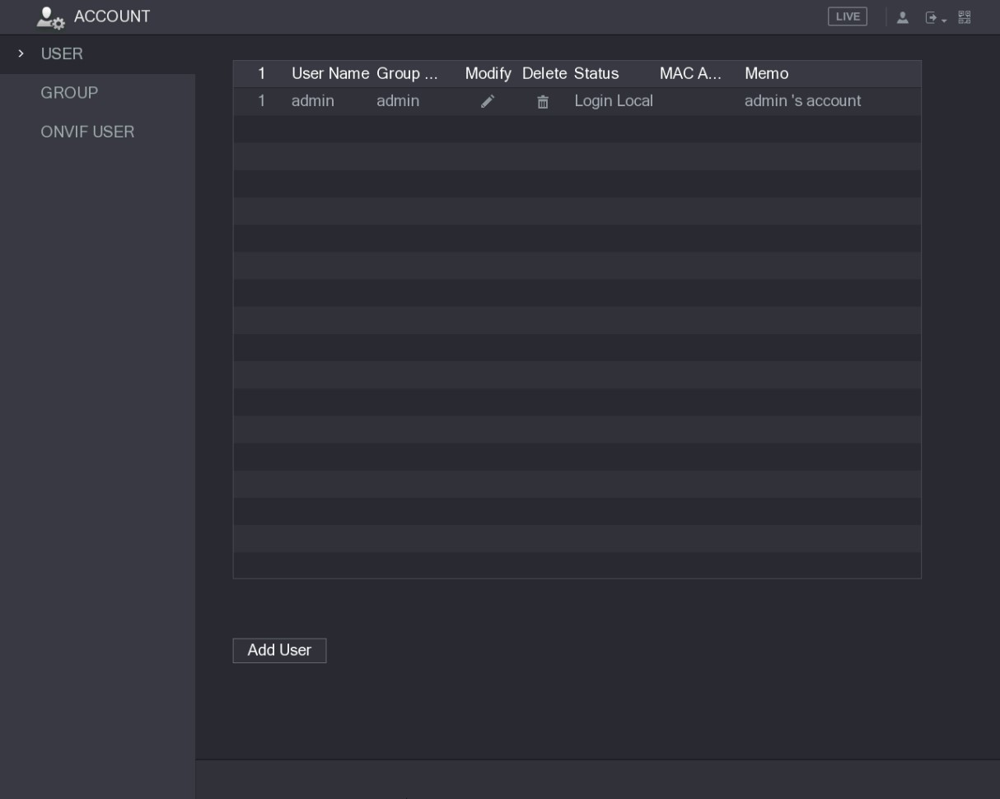 ACCOUNT
LIVE
USER
GROUP
ONVIF USER
1 User Name Group ... Modify Delete Status MAC A... Memo
1 admin admin Login Local admin 's account
Add User